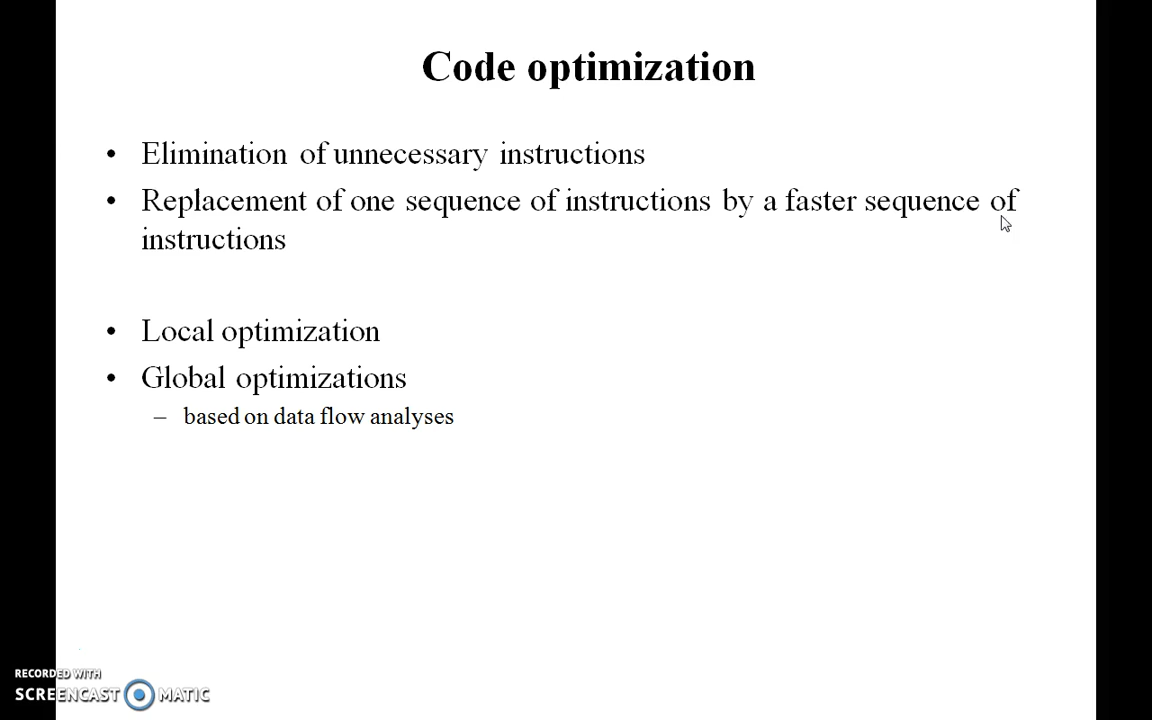 Code optimization
• Elimination of unnecessary instructions
• Replacement of one sequence of instructions by a faster sequence of
instructions
• Local optimization
• Global optimizations
– based on data flow analyses
RECORDED WITH
SCREENCAST MATIC